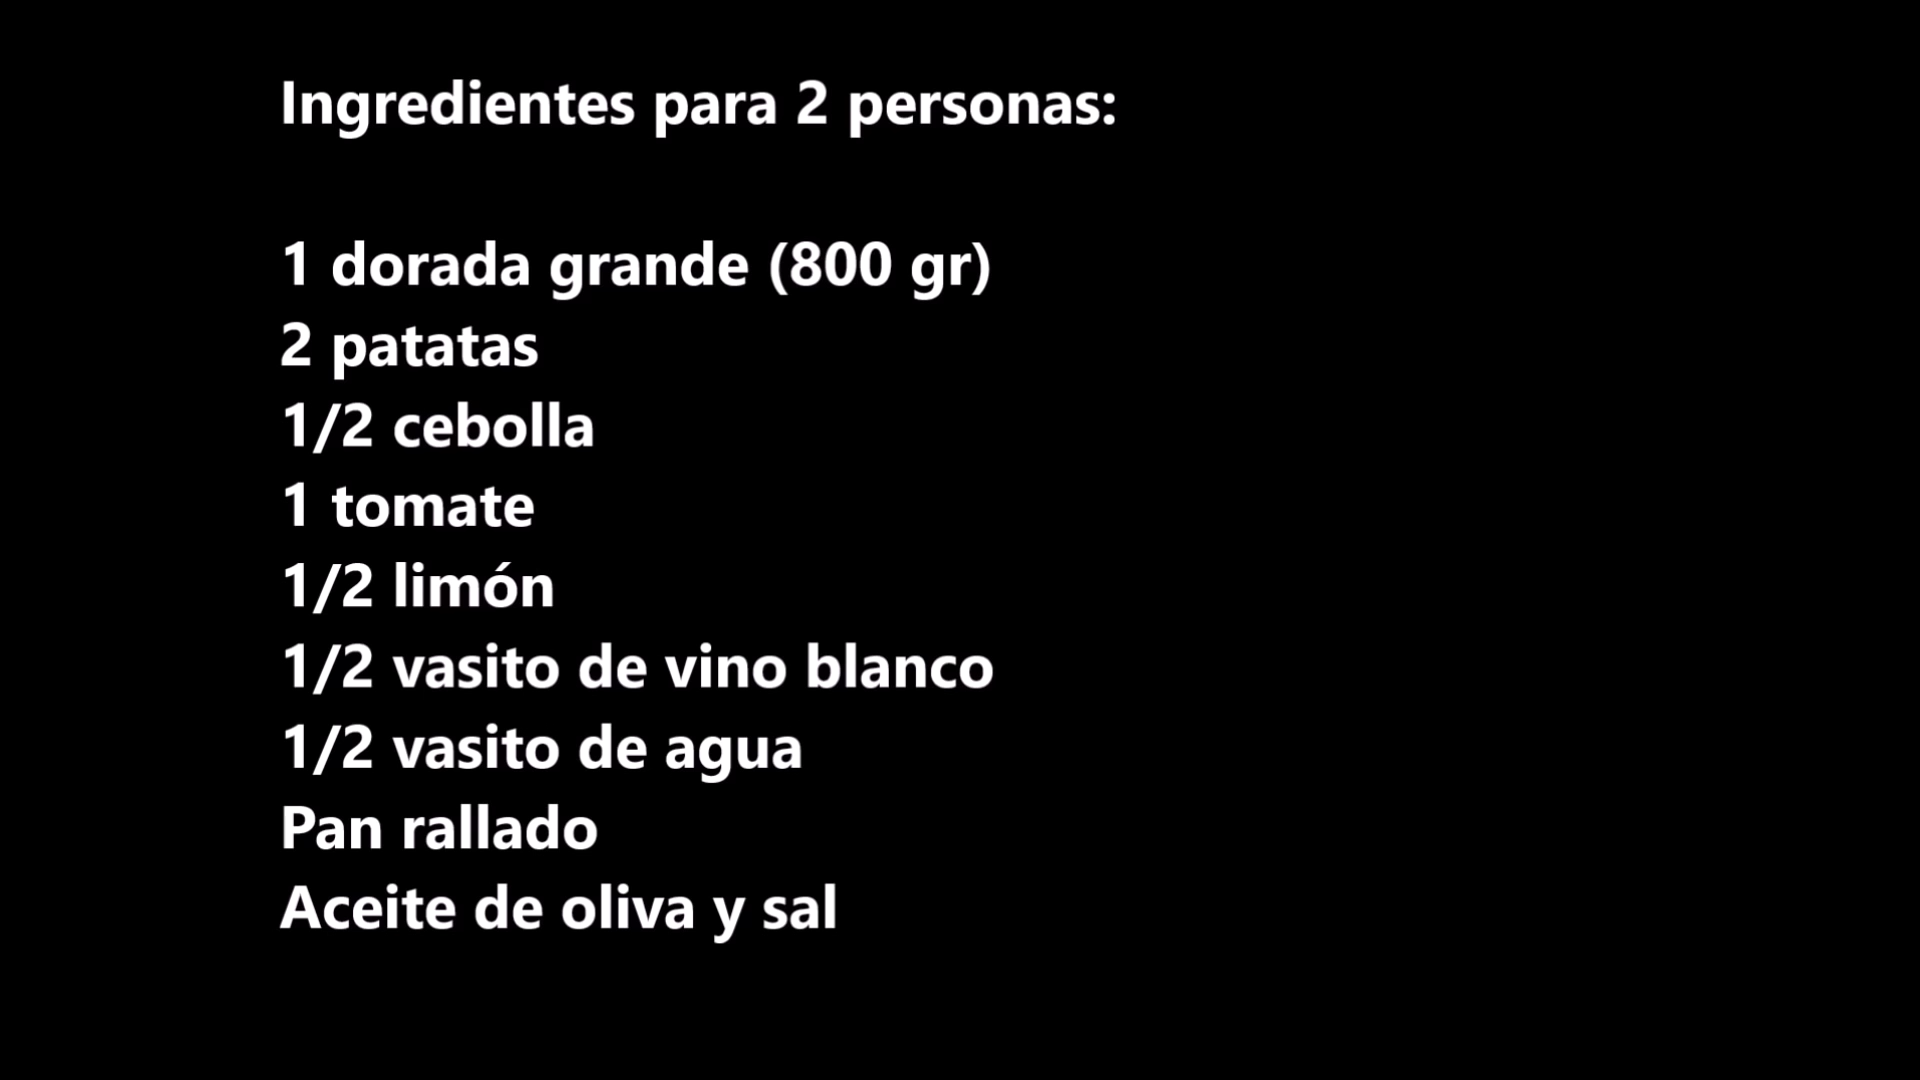 Ingredientes para 2 personas:
1 dorada grande (800 gr)
2 patatas
1/2 cebolla
1 tomate
1/2 limón
1/2 vasito de vino blanco
1/2 vasito de agua
Pan rallado
Aceite de oliva y sal